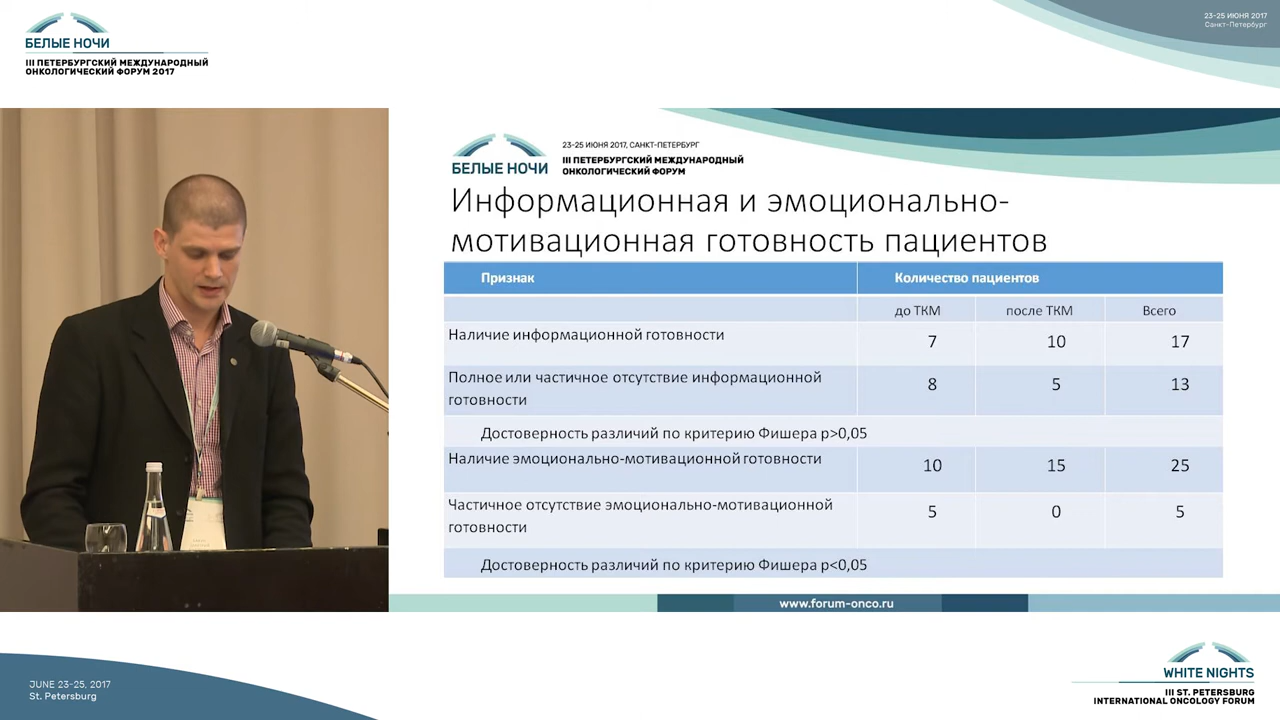 БЕЛЫЕ НОЧИ
III ПЕТЕРБУРГСКИЙ МЕЖДУНАРОДНЫЙ
ОНКОЛОГИЧЕСКИЙ ФОРУМ 2017
23-25 ИЮНЯ 2017
Санкт-Петербург
БЕЛЫЕ НОЧИ
23-25 ИЮНЯ 2017, САНКТ-ПЕТЕРБУРГ
III ПЕТЕРБУРГСКИЙ МЕЖДУНАРОДНЫЙ
ОНКОЛОГИЧЕСКИЙ ФОРУМ
Информационная и эмоционально-
мотивационная готовность пациентов
Признак Количество пациентов
до ТКМ после ТКМ Всего
Наличие информационной готовности 7 10 17
Полное или частичное отсутствие информационной
готовности 8 5 13
Достоверность различий по критерию Фишера p>0,05
Наличие эмоционально-мотивационной готовности 10 15 25
Частичное отсутствие эмоционально-мотивационной
готовности 5 0 5
Достоверность различий по критерию Фишера p<0,05
www.forum-onco.ru
JUNE 23-25, 2017
St. Petersburg
WHITE NIGHTS
III ST. PETERSBURG
INTERNATIONAL ONCOLOGY FORUM